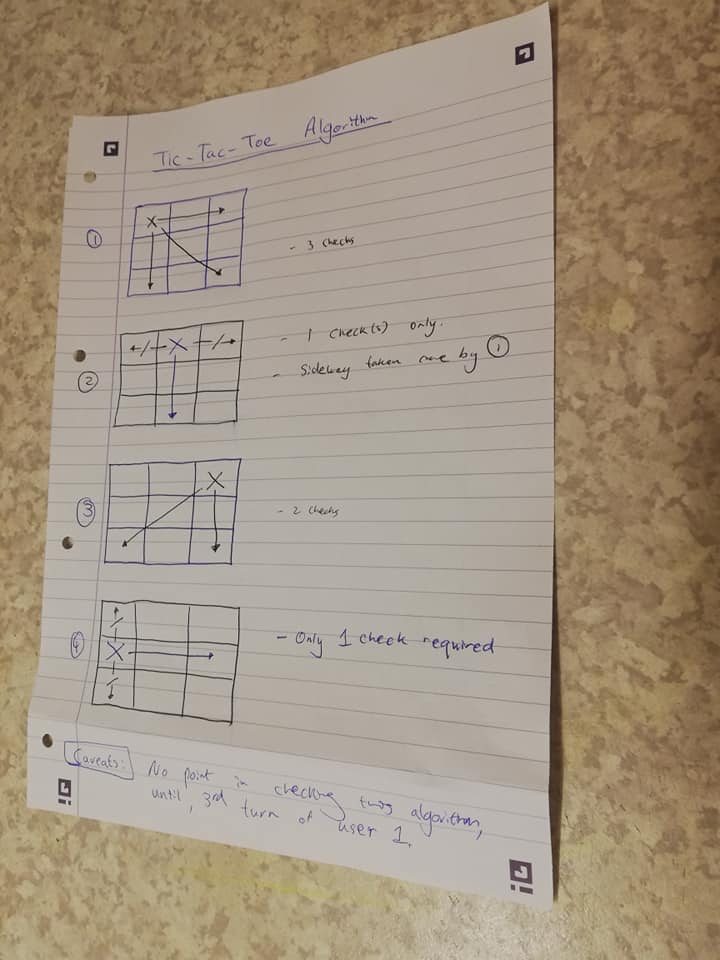 Tic-Tac-Toe Algorithm
①
X
- 3 checks
②
X
- 1 check(s) only.
- Sideway taken care by ①
③
X
- 2 checks
④
X
- Only 1 check required
Caveats: No point in checking this algorithm,
until, 3rd turn of user 1.